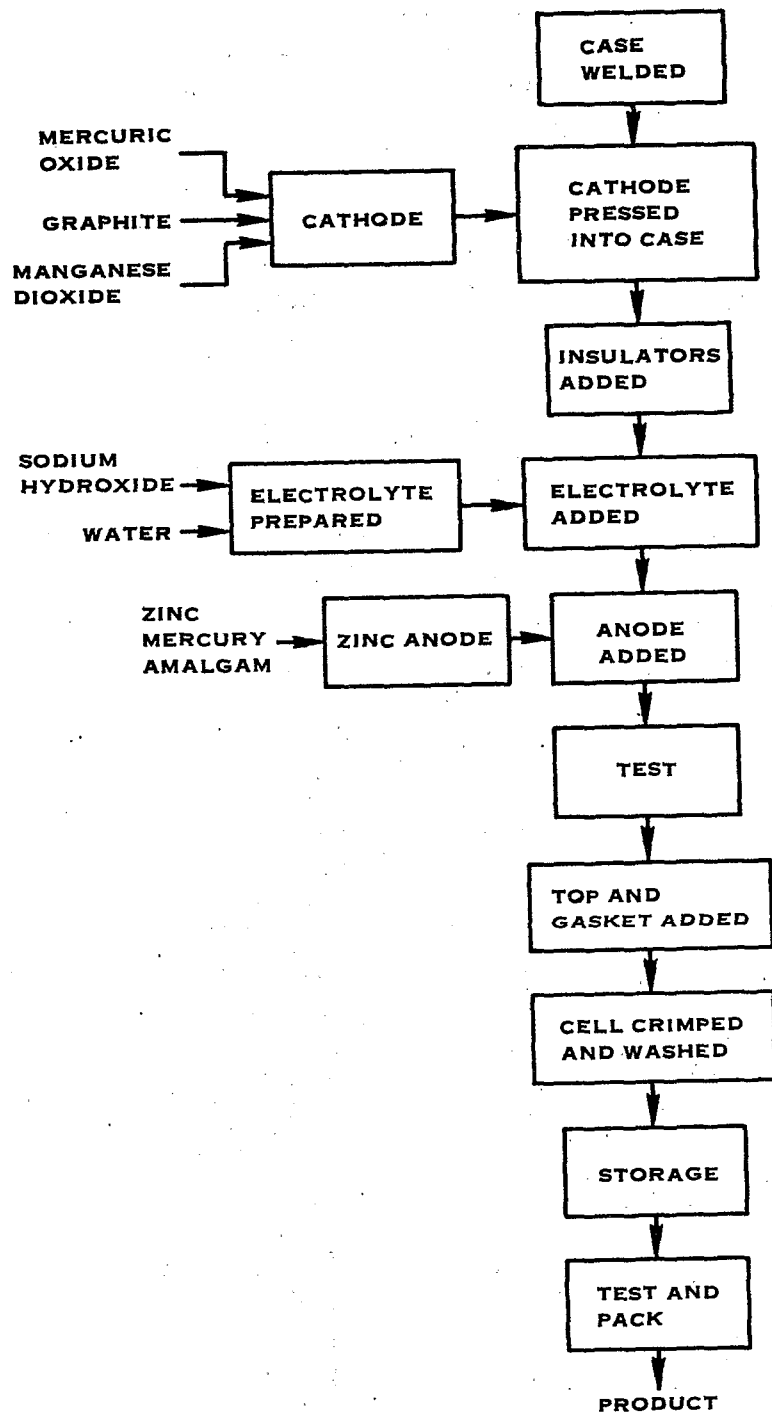 CASE
WELDED
MERCURIC
OXIDE
GRAPHITE
MANGANESE
DIOXIDE
CATHODE
CATHODE
PRESSED
INTO CASE
INSULATORS
ADDED
SODIUM
HYDROXIDE
WATER
ELECTROLYTE
PREPARED
ELECTROLYTE
ADDED
ZINC
MERCURY
AMALGAM
ZINC ANODE
ANODE
ADDED
TEST
TOP AND
GASKET ADDED
CELL CRIMPED
AND WASHED
STORAGE
TEST AND
PACK
PRODUCT